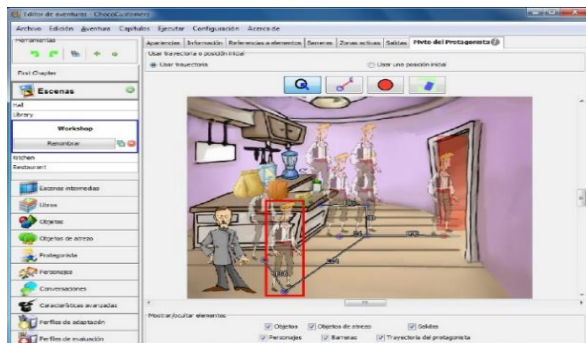 Editor de aventuras - ChocoCustomers
Archivo Edición Aventura Capítulos Ejecutar Configuración Acerca de
Herramientas
Apariencias Información Referencias a elementos Barreras Zonas activas Salidas Mvto del Protagonista
Usar trayectoria o posición inicial
Usar trayectoria Usar una posición inicial
First Chapter
Escenas
Hall
Library
Workshop
Renombrar
Kitchen
Restaurant
Escenas intermedias
Libros
Objetos
Objetos de atrezo
Protagonista
Personajes
Conversaciones
Características avanzadas
Perfiles de adaptación
Perfiles de evaluación
Mostrar/ocultar elementos
Objetos Objetos de atrezo Salidas
Personajes Barreras Trayectoria del protagonista